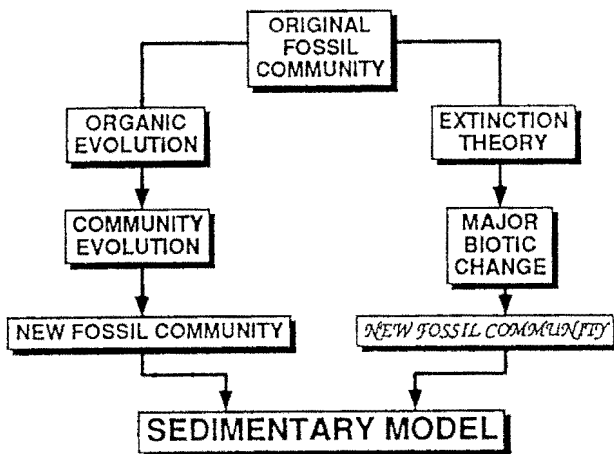 ORIGINAL
FOSSIL
COMMUNITY
ORGANIC
EVOLUTION
EXTINCTION
THEORY
COMMUNITY
EVOLUTION
MAJOR
BIOTIC
CHANGE
NEW FOSSIL COMMUNITY
NEW FOSSIL COMMUNITY
SEDIMENTARY MODEL